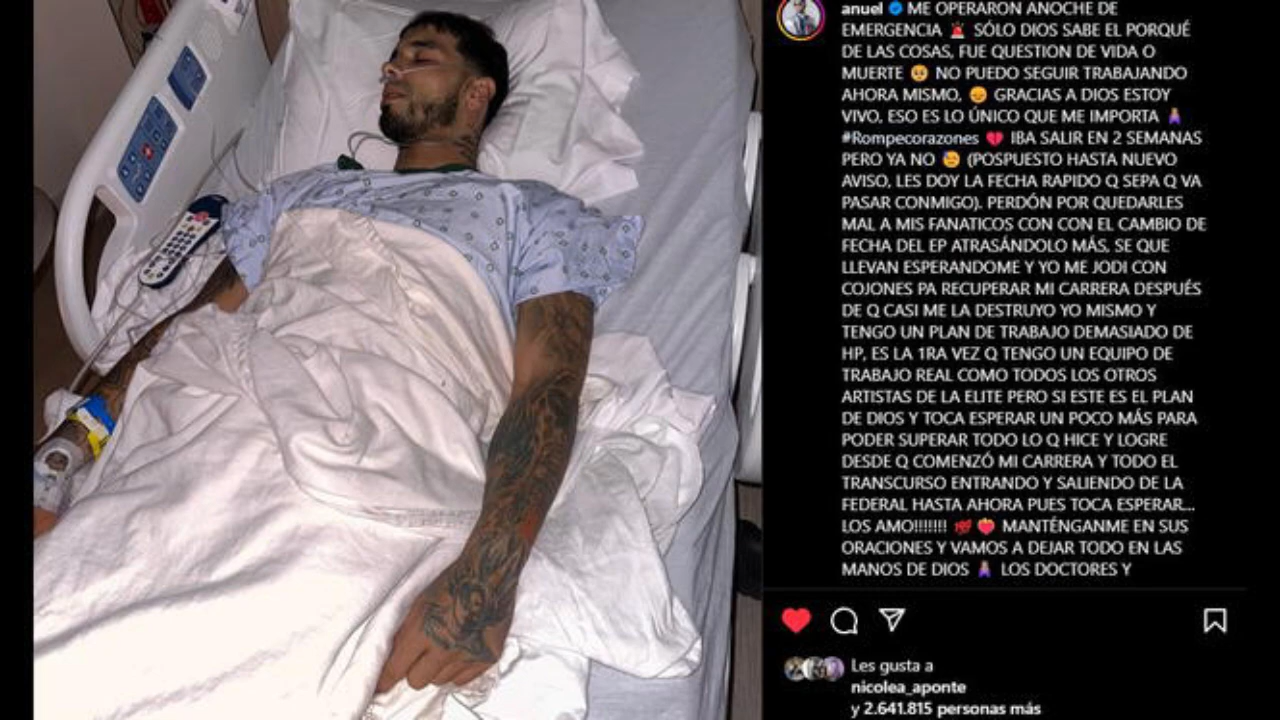 anuel ME OPERARON ANOCHE DE
EMERGENCIA 🚨 SÓLO DIOS SABE EL PORQUÉ
DE LAS COSAS, FUE QUESTION DE VIDA O
MUERTE 🥺 NO PUEDO SEGUIR TRABAJANDO
AHORA MISMO, 😞 GRACIAS A DIOS ESTOY
VIVO, ESO ES LO ÚNICO QUE ME IMPORTA 🙏🏽
#Rompecorazones 💔 IBA SALIR EN 2 SEMANAS
PERO YA NO 😥 (POSPUESTO HASTA NUEVO
AVISO, LES DOY LA FECHA RAPIDO Q SEPA Q VA
PASAR CONMIGO). PERDÓN POR QUEDARLES
MAL A MIS FANATICOS CON CON EL CAMBIO DE
FECHA DEL EP ATRASÁNDOLO MÁS, SE QUE
LLEVAN ESPERANDOME Y YO ME JODI CON
COJONES PA RECUPERAR MI CARRERA DESPUÉS
DE Q CASI ME LA DESTRUYO YO MISMO Y
TENGO UN PLAN DE TRABAJO DEMASIADO DE
HP, ES LA 1RA VEZ Q TENGO UN EQUIPO DE
TRABAJO REAL COMO TODOS LOS OTROS
ARTISTAS DE LA ELITE PERO SI ESTE ES EL PLAN
DE DIOS Y TOCA ESPERAR UN POCO MÁS PARA
PODER SUPERAR TODO LO Q HICE Y LOGRE
DESDE Q COMENZÓ MI CARRERA Y TODO EL
TRANSCURSO ENTRANDO Y SALIENDO DE LA
FEDERAL HASTA AHORA PUES TOCA ESPERAR...
LOS AMO!!!!!!! 💯 ❤️‍🔥 MANTÉNGANME EN SUS
ORACIONES Y VAMOS A DEJAR TODO EN LAS
MANOS DE DIOS 🙏🏽 LOS DOCTORES Y
Les gusta a
nicolea_aponte
y 2.641.815 personas más